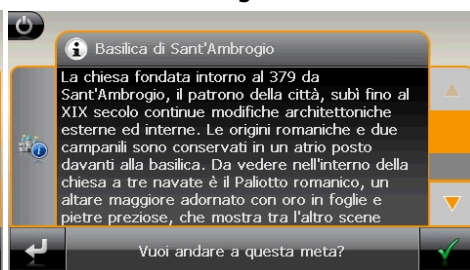 Basilica di Sant'Ambrogio
La chiesa fondata intorno al 379 da
Sant'Ambrogio, il patrono della città, subì fino al
XIX secolo continue modifiche architettoniche
esterne ed interne. Le origini romaniche e due
campanili sono conservati in un atrio posto
davanti alla basilica. Da vedere nell'interno della
chiesa a tre navate è il Paliotto romanico, un
altare maggiore adornato con oro in foglie e
pietre preziose, che mostra tra l'altro scene
Vuoi andare a questa meta?